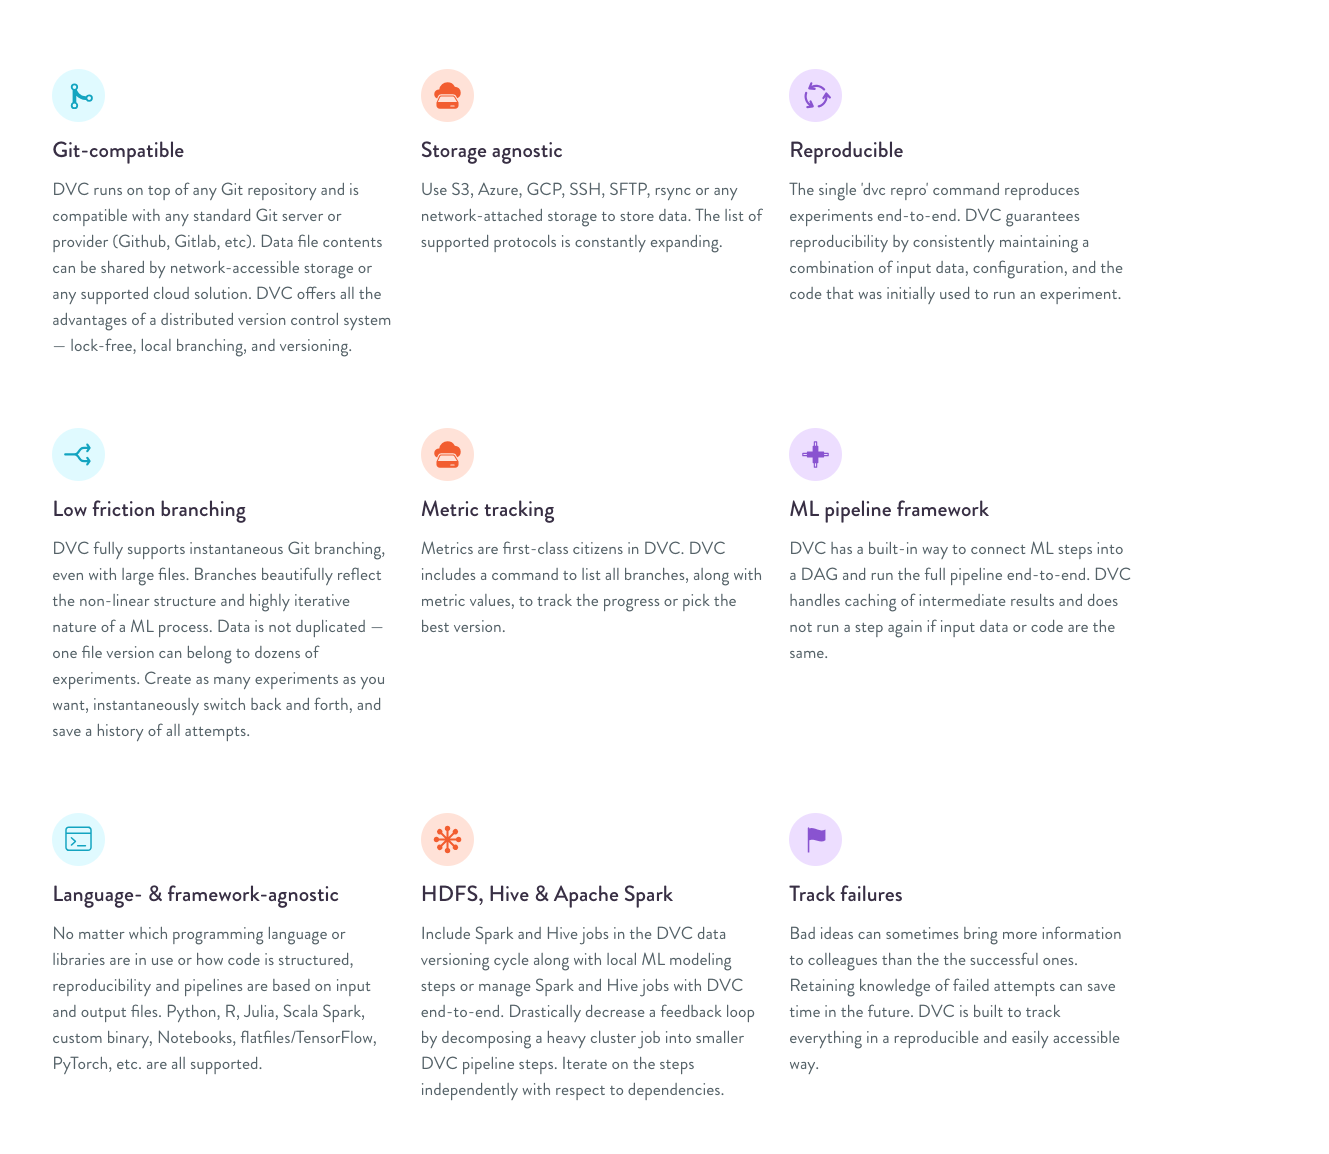 Git-compatible
DVC runs on top of any Git repository and is
compatible with any standard Git server or
provider (Github, Gitlab, etc). Data file contents
can be shared by network-accessible storage or
any supported cloud solution. DVC offers all the
advantages of a distributed version control system
— lock-free, local branching, and versioning.
Storage agnostic
Use S3, Azure, GCP, SSH, SFTP, rsync or any
network-attached storage to store data. The list of
supported protocols is constantly expanding.
Reproducible
The single 'dvc repro' command reproduces
experiments end-to-end. DVC guarantees
reproducibility by consistently maintaining a
combination of input data, configuration, and the
code that was initially used to run an experiment.
Low friction branching
DVC fully supports instantaneous Git branching,
even with large files. Branches beautifully reflect
the non-linear structure and highly iterative
nature of a ML process. Data is not duplicated —
one file version can belong to dozens of
experiments. Create as many experiments as you
want, instantaneously switch back and forth, and
save a history of all attempts.
Metric tracking
Metrics are first-class citizens in DVC. DVC
includes a command to list all branches, along with
metric values, to track the progress or pick the
best version.
ML pipeline framework
DVC has a built-in way to connect ML steps into
a DAG and run the full pipeline end-to-end. DVC
handles caching of intermediate results and does
not run a step again if input data or code are the
same.
Language- & framework-agnostic
No matter which programming language or
libraries are in use or how code is structured,
reproducibility and pipelines are based on input
and output files. Python, R, Julia, Scala Spark,
custom binary, Notebooks, flatfiles/TensorFlow,
PyTorch, etc. are all supported.
HDFS, Hive & Apache Spark
Include Spark and Hive jobs in the DVC data
versioning cycle along with local ML modeling
steps or manage Spark and Hive jobs with DVC
end-to-end. Drastically decrease a feedback loop
by decomposing a heavy cluster job into smaller
DVC pipeline steps. Iterate on the steps
independently with respect to dependencies.
Track failures
Bad ideas can sometimes bring more information
to colleagues than the the successful ones.
Retaining knowledge of failed attempts can save
time in the future. DVC is built to track
everything in a reproducible and easily accessible
way.